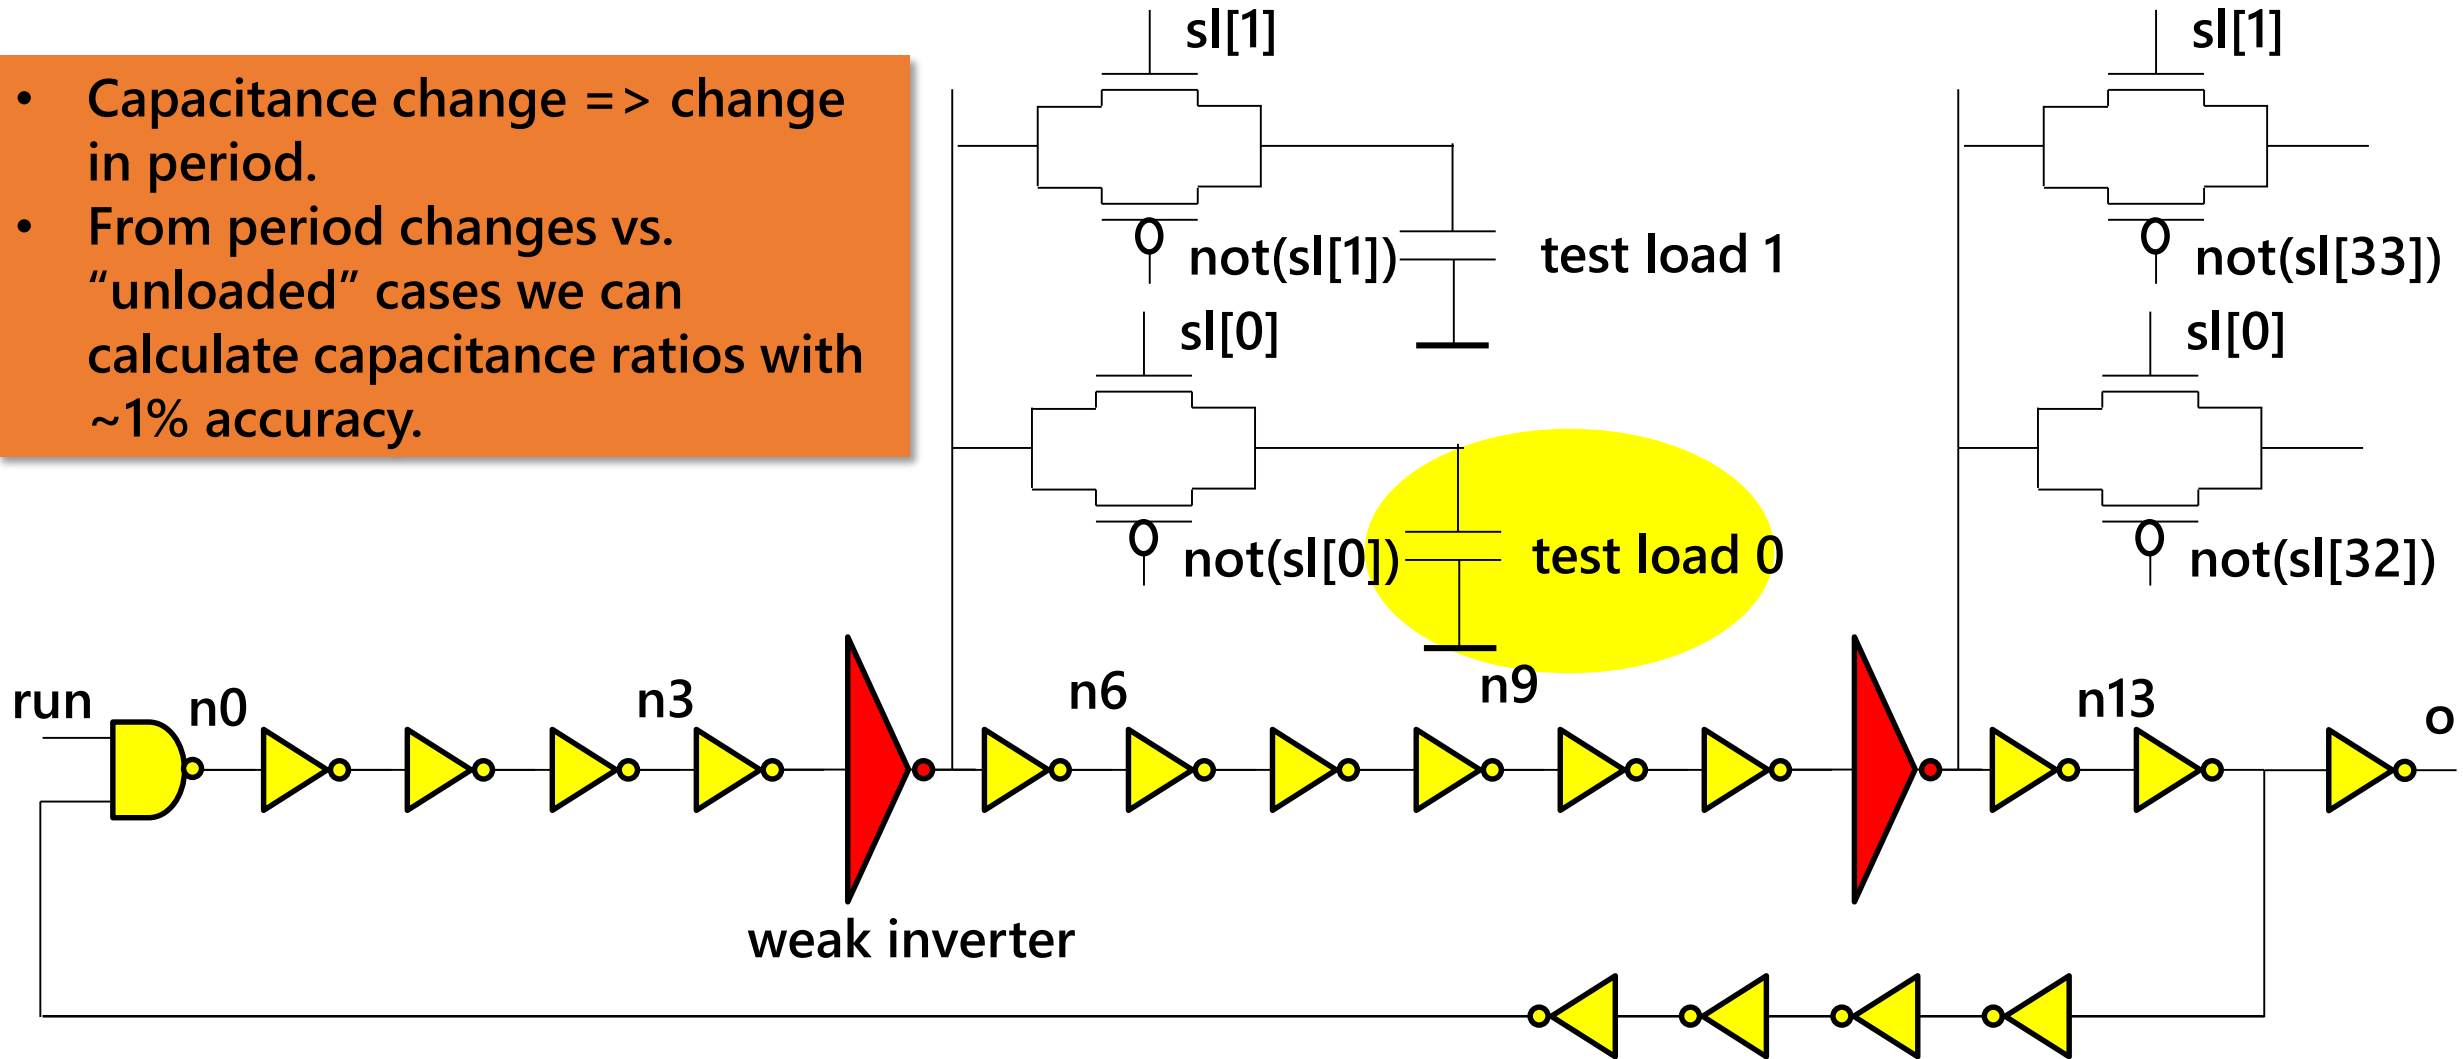 • Capacitance change => change
in period.
• From period changes vs.
“unloaded” cases we can
calculate capacitance ratios with
~1% accuracy.
sl[1]
not(sl[1])
test load 1
sl[0]
not(sl[0])
test load 0
sl[1]
not(sl[33])
sl[0]
not(sl[32])
run
n0
n3
n6
n9
n13
o
weak inverter